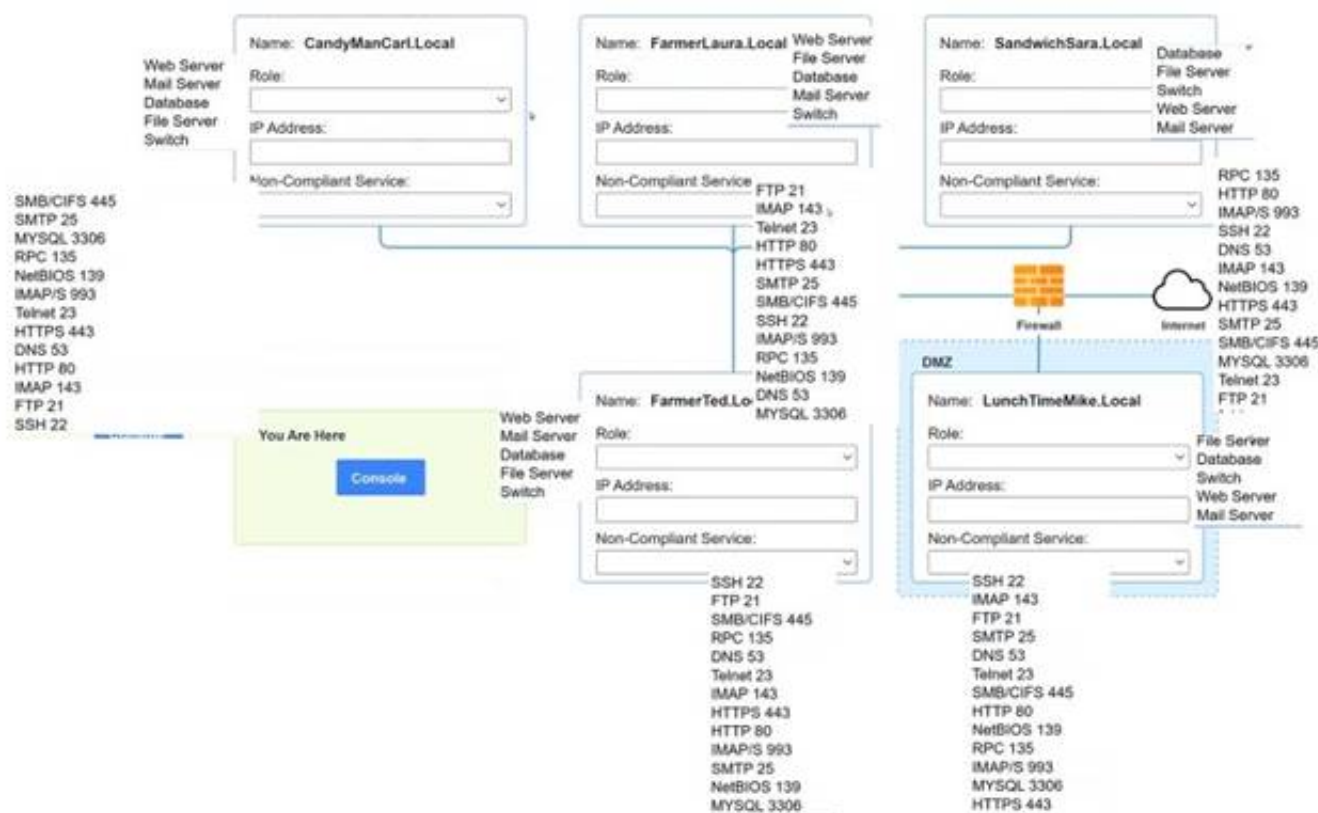 Name: CandyManCarl.Local
Role:
IP Address:
Non-Compliant Service:
Web Server
Mail Server
Database
File Server
Switch
SMB/CIFS 445
SMTP 25
MYSQL 3306
RPC 135
NetBIOS 139
IMAP/S 993
Telnet 23
HTTPS 443
DNS 53
HTTP 80
IMAP 143
FTP 21
SSH 22
Name: FarmerLaura.Local
Role:
IP Address:
Non-Compliant Service
Web Server
File Server
Database
Mail Server
Switch
FTP 21
IMAP 143
Telnet 23
HTTP 80
HTTPS 443
SMTP 25
SMB/CIFS 445
SSH 22
IMAP/S 993
RPC 135
NetBIOS 139
DNS 53
MYSQL 3306
Name: SandwichSara.Local
Role:
IP Address:
Non-Compliant Service:
Database
File Server
Switch
Web Server
Mail Server
RPC 135
HTTP 80
IMAP/S 993
SSH 22
DNS 53
IMAP 143
NetBIOS 139
HTTPS 443
SMTP 25
SMB/CIFS 445
MYSQL 3306
Telnet 23
FTP 21
Firewall
Internet
You Are Here
Console
Name: FarmerTed.Lo
Role:
IP Address:
Non-Compliant Service:
Web Server
Mail Server
Database
File Server
Switch
SSH 22
FTP 21
SMB/CIFS 445
RPC 135
DNS 53
Telnet 23
IMAP 143
HTTPS 443
HTTP 80
IMAP/S 993
SMTP 25
NetBIOS 139
MYSQL 3306
DMZ
Name: LunchTimeMike.Local
Role:
IP Address:
Non-Compliant Service:
File Server
Database
Switch
Web Server
Mail Server
SSH 22
IMAP 143
FTP 21
SMTP 25
DNS 53
Telnet 23
SMB/CIFS 445
HTTP 80
NetBIOS 139
RPC 135
IMAP/S 993
MYSQL 3306
HTTPS 443